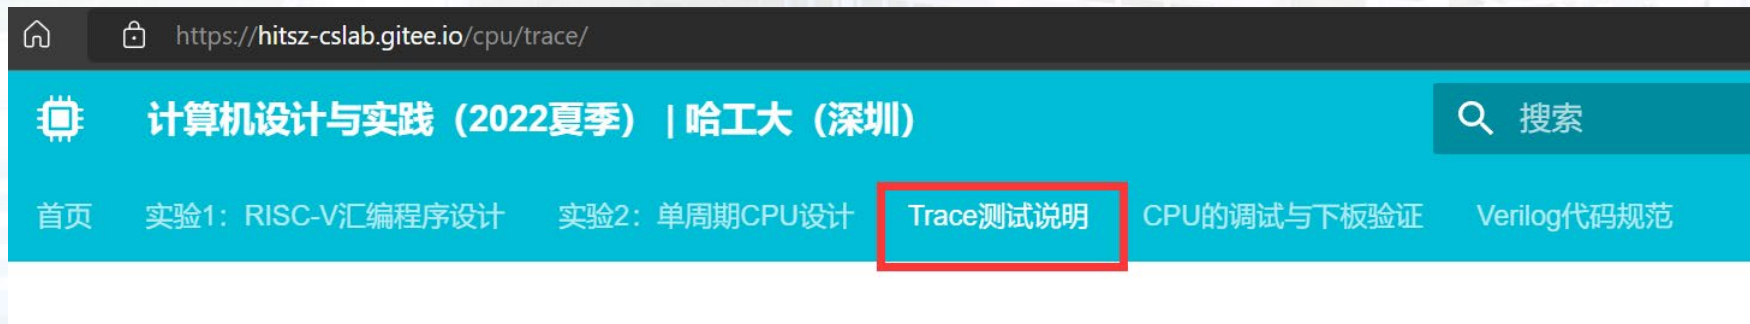 https://hitsz-cslab.gitee.io/cpu/trace/
计算机设计与实践（2022夏季） | 哈工大（深圳）
搜索
首页 实验1：RISC-V汇编程序设计 实验2：单周期CPU设计 Trace测试说明 CPU的调试与下板验证 Verilog代码规范